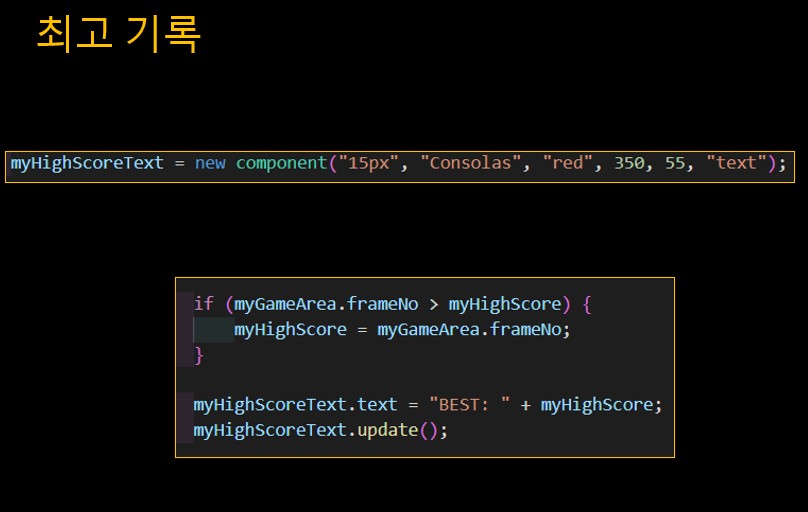 최고 기록
myHighScoreText = new component("15px", "Consolas", "red", 350, 55, "text");
if (myGameArea.frameNo > myHighScore) {
myHighScore = myGameArea.frameNo;
}
myHighScoreText.text = "BEST: " + myHighScore;
myHighScoreText.update();